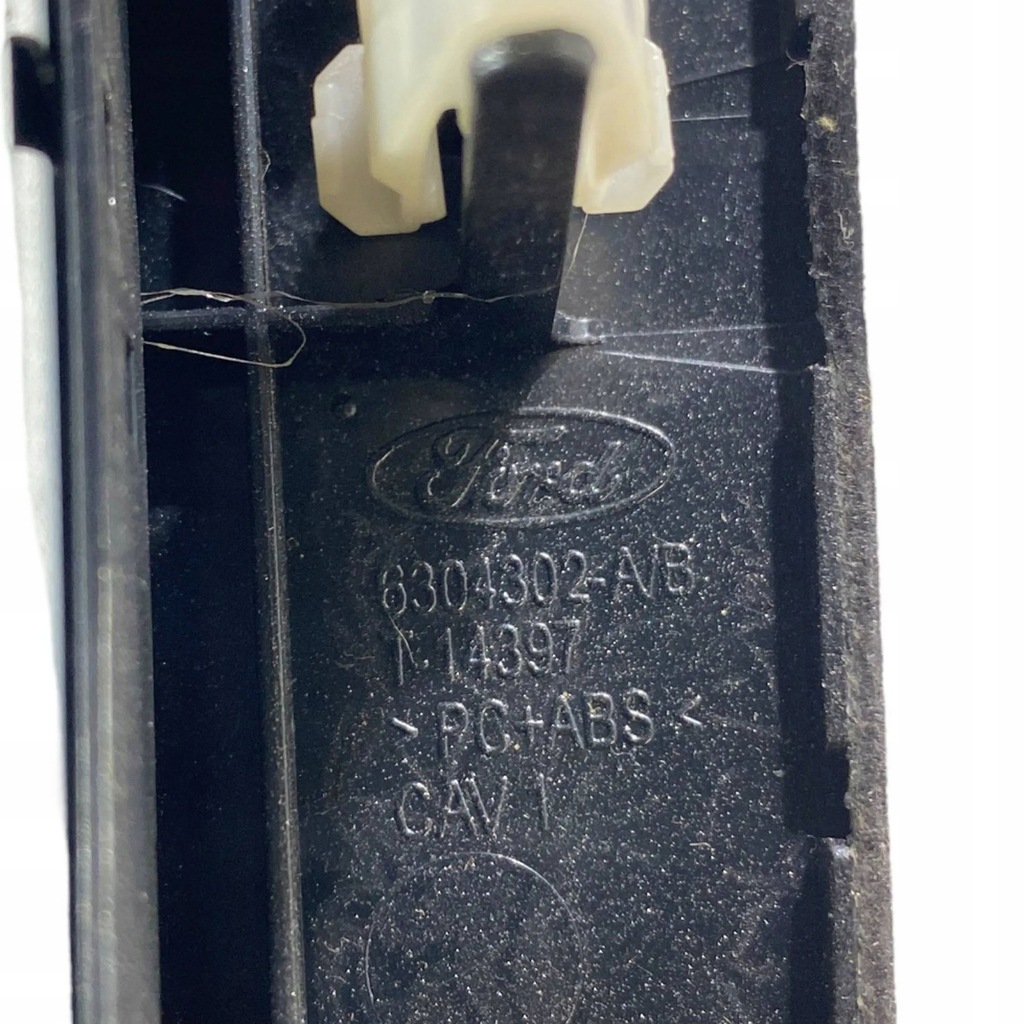 Ford
6304302-A/B
14397
>PC+ABS<
CAV 1